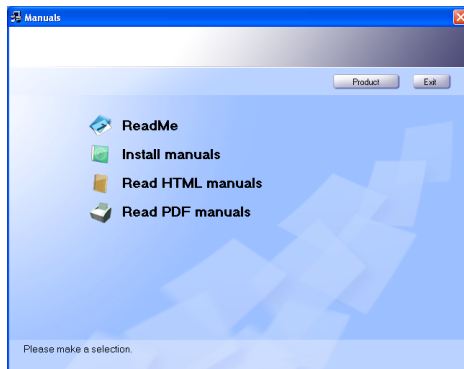 Manuals
Product Exit
ReadMe
Install manuals
Read HTML manuals
Read PDF manuals
Please make a selection.